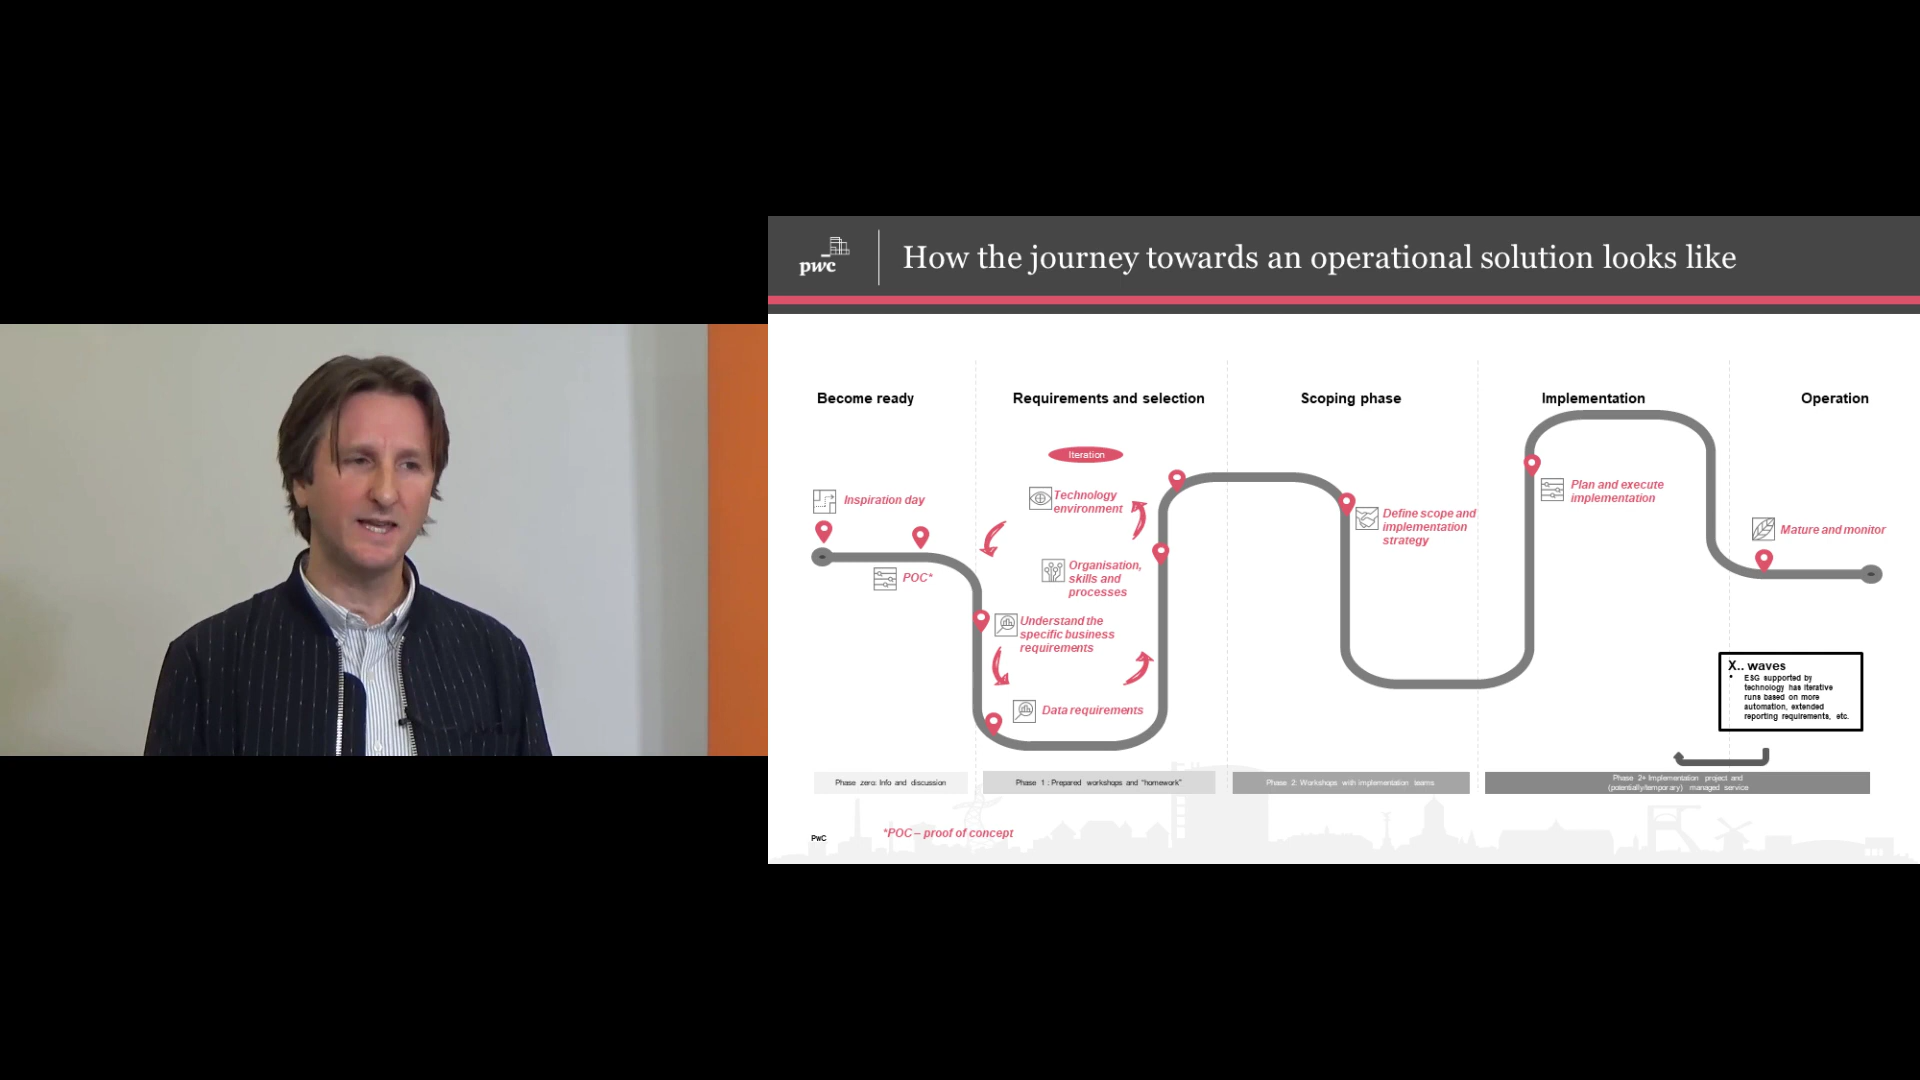 pwc
How the journey towards an operational solution looks like
Become ready
Requirements and selection
Scoping phase
Implementation
Operation
Iteration
Inspiration day
POC*
Technology
environment
Organisation,
skills and
processes
Understand the
specific business
requirements
Data requirements
Define scope and
implementation
strategy
Plan and execute
implementation
Mature and monitor
X.. waves
• ESG supported by
technology has iterative
runs based on more
automation, extended
reporting requirements, etc.
Phase zero: Info and discussion
Phase 1 : Prepared workshops and "homework"
Phase 2: Workshops with implementation teams
Phase 2+ Implementation project and
(potentially/temporary) managed service
*POC – proof of concept
PwC